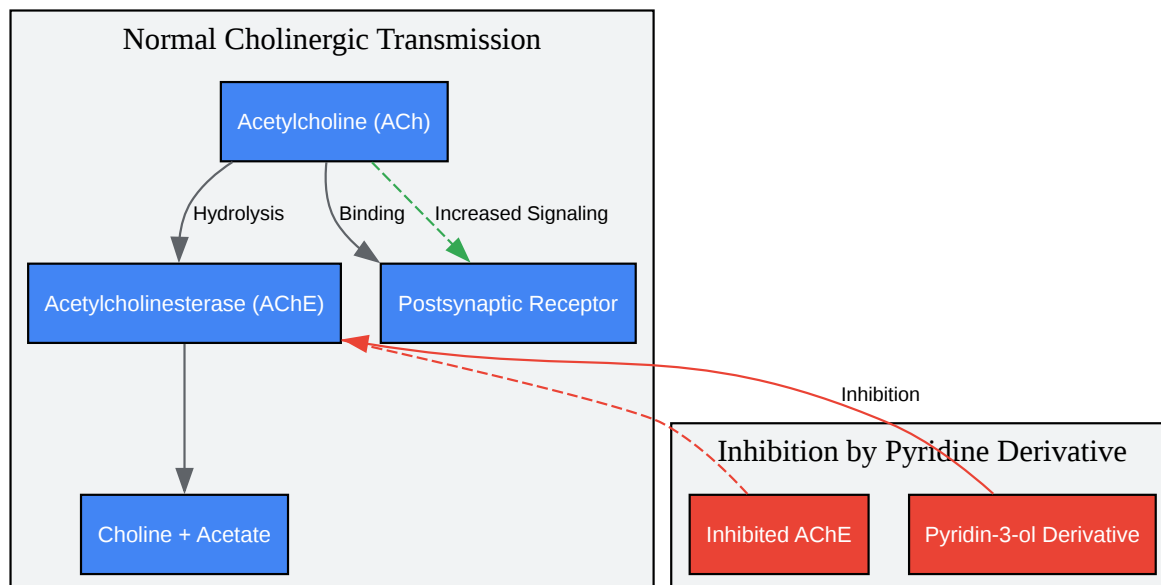 Normal Cholinergic Transmission
Acetylcholine (ACh)
Hydrolysis
Binding
Increased Signaling
Acetylcholinesterase (AChE)
Postsynaptic Receptor
Inhibition
Inhibition by Pyridine Derivative
Choline + Acetate
Inhibited AChE
Pyridin-3-ol Derivative